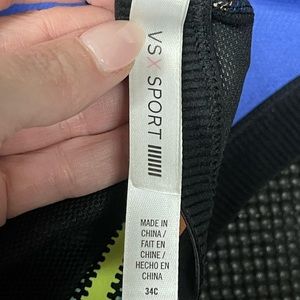 VSX SPORT
MADE IN
CHINA /
FAIT EN
CHINE /
HECHO EN
CHINA
34C